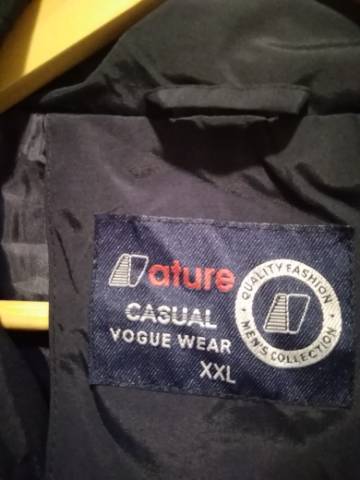 ature
CASUAL
VOGUE WEAR
XXL
QUALITY FASHION
MEN'S COLLECTION